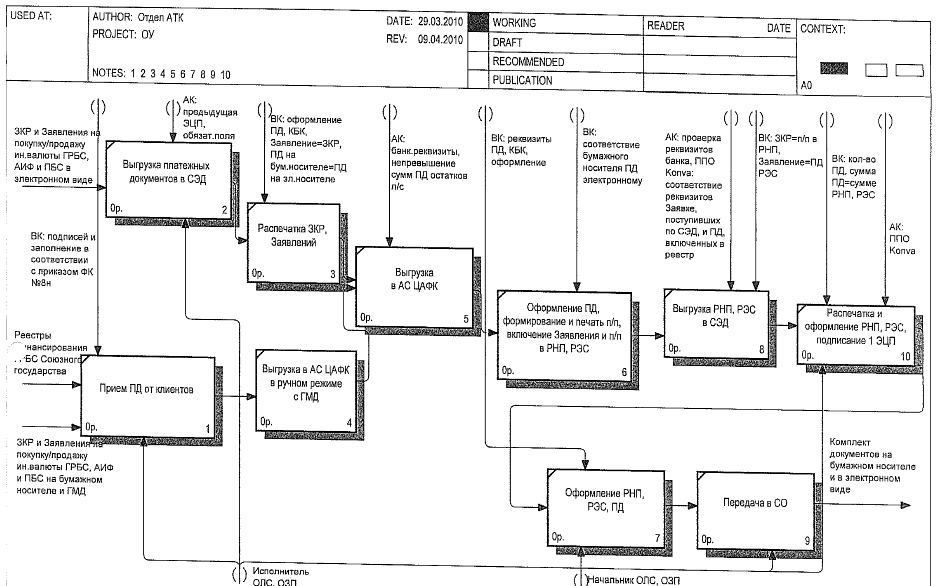 USED AT:
AUTHOR: Отдел АТК
DATE: 29.03.2010
WORKING
READER
DATE
CONTEXT:
PROJECT: ОУ
REV: 09.04.2010
DRAFT
RECOMMENDED
NOTES: 1 2 3 4 5 6 7 8 9 10
PUBLICATION
A0
ЗКР и Заявления на
покупку/продажу
ин.валюты ГРБС,
АИФ и ПБС в
электронном виде
АК:
предыдущая
ЭЦП,
обязат.поля
ВК: оформление
ПД, КБК,
Заявление=ЗКР,
ПД на
бум.носителе=ПД
на эл.носителе
АК:
банк.реквизиты,
непревышение
сумм ПД остатков
л/с
ВК: реквизиты
ПД, КБК,
оформление
ВК:
соответствие
бумажного
носителя ПД
электронному
АК: проверка
реквизитов
банка, ППО
Konva:
соответствие
реквизитов
Заявке,
поступивших
по СЭД, и ПД,
включенных в
реестр
ВК: ЗКР=п/п в
РНП,
Заявление=ПД
РЭС
ВК: кол-во
ПД, сумма
ПД=сумме
РНП, РЭС
АК:
ППО
Konva
Выгрузка платежных
документов в СЭД
0р. 2
Распечатка ЗКР,
Заявлений
0р. 3
Выгрузка
в АС ЦАФК
0р. 5
ВК: подписей и
заполнение в
соответствии
с приказом ФК
№8н
Оформление ПД,
формирование и печать п/п,
включение Заявления и п/п
в РНП, РЭС
0р. 6
Выгрузка РНП, РЭС
в СЭД
0р. 8
Распечатка и
оформление РНП, РЭС,
подписание 1 ЭЦП
0р. 10
Реестры
Союзного
государства
Прием ПД от клиентов
0р. 1
Выгрузка в АС ЦАФК
в ручном режиме
с ГМД
0р. 4
ЗКР и Заявления на
покупку/продажу
ин.валюты ГРБС, АИФ
и ПБС на бумажном
носителе и ГМД
Оформление РНП,
РЭС, ПД
0р. 7
Передача в СО
0р. 9
Комплект
документов на
бумажном носителе
и в электронном
виде
Исполнитель
ОЛС, ОЗП
Начальник ОЛС, ОЗП